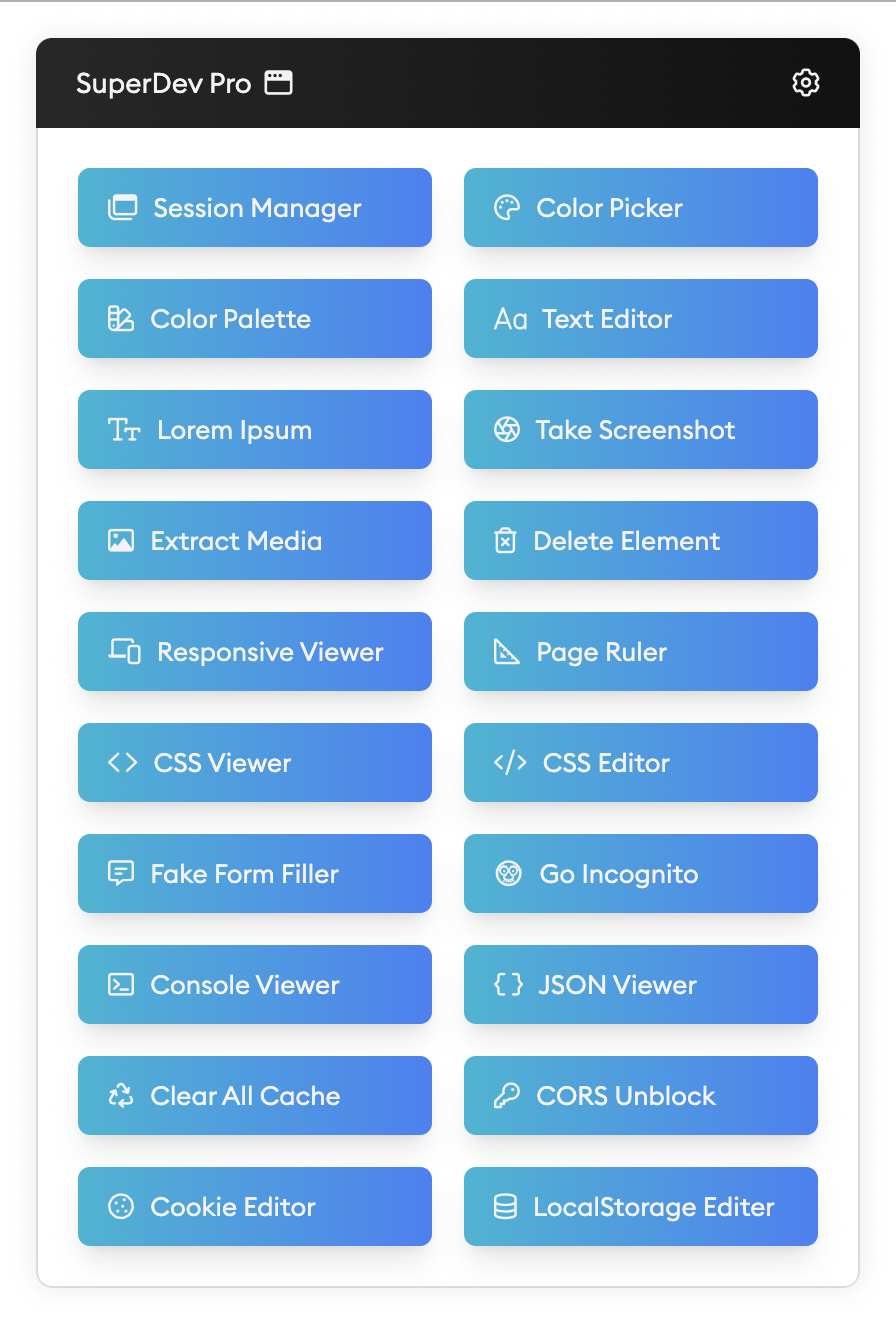 SuperDev Pro
Session Manager
Color Picker
Color Palette
Aa Text Editor
Lorem Ipsum
Take Screenshot
Extract Media
Delete Element
Responsive Viewer
Page Ruler
CSS Viewer
CSS Editor
Fake Form Filler
Go Incognito
Console Viewer
JSON Viewer
Clear All Cache
CORS Unblock
Cookie Editor
LocalStorage Editer